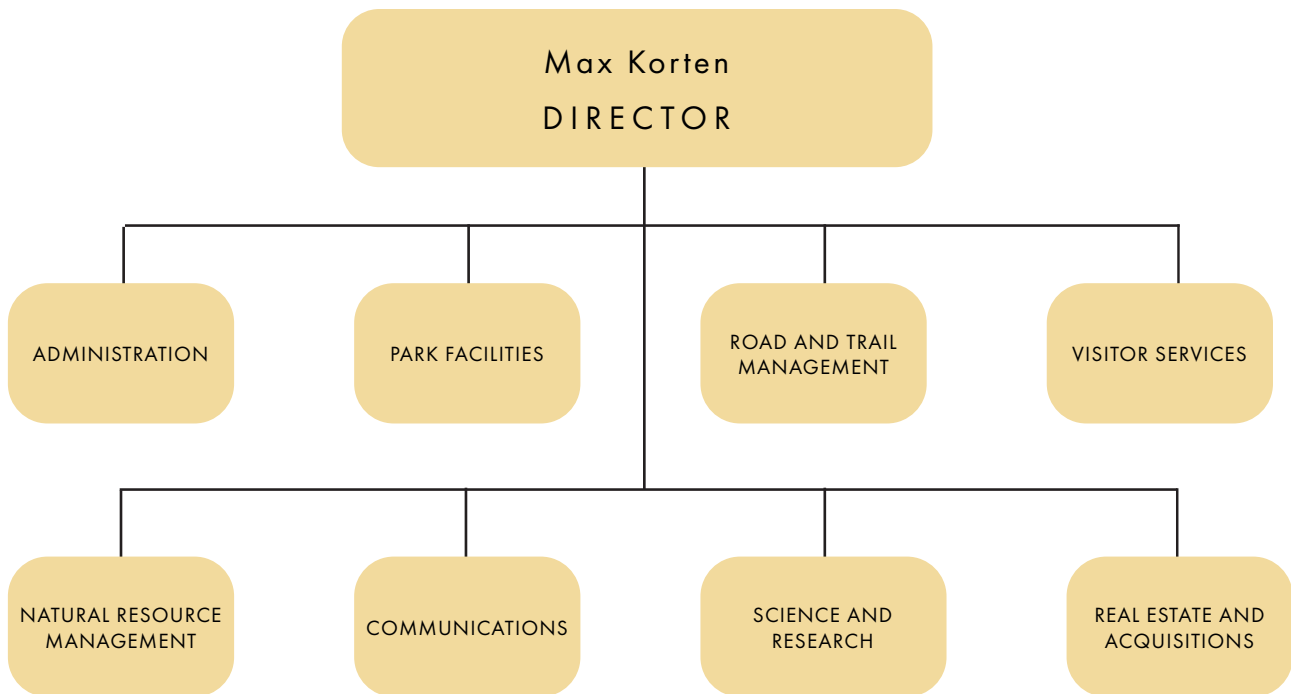 Max Korten
DIRECTOR
ADMINISTRATION
PARK FACILITIES
ROAD AND TRAIL
MANAGEMENT
VISITOR SERVICES
NATURAL RESOURCE
MANAGEMENT
COMMUNICATIONS
SCIENCE AND
RESEARCH
REAL ESTATE AND
ACQUISITIONS